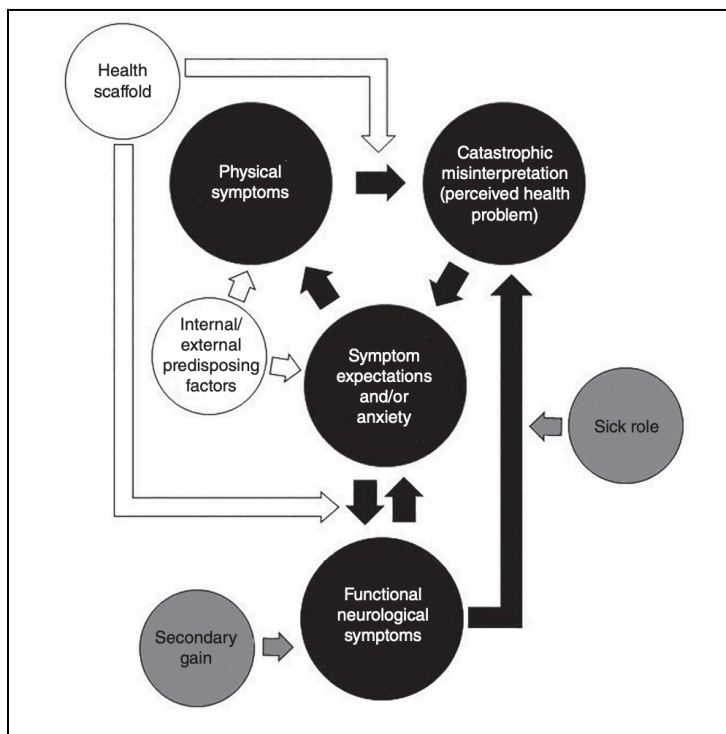 Health
scaffold
Physical
symptoms
Catastrophic
misinterpretation
(perceived health
problem)
Internal/
external
predisposing
factors
Symptom
expectations
and/or
anxiety
Sick role
Functional
neurological
symptoms
Secondary
gain